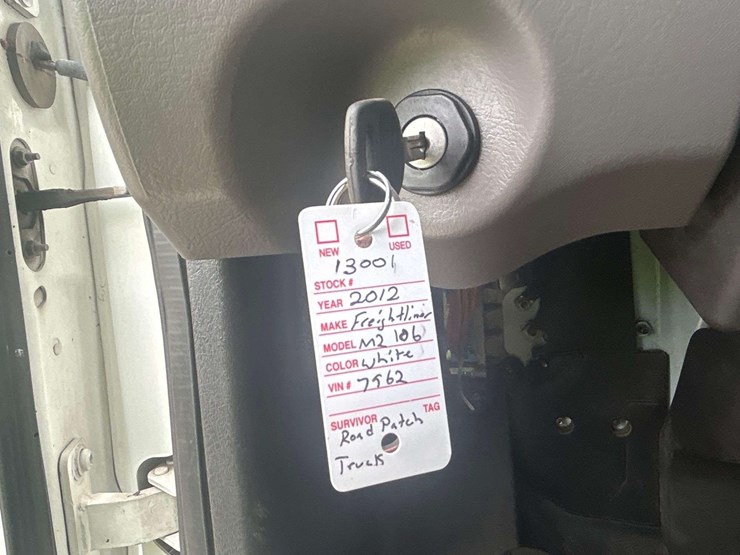 NEW USED
13001
STOCK #
YEAR 2012
MAKE Freightliner
MODEL M2 106
COLOR White
VIN # 7962
SURVIVOR TAG
Road Patch
Truck